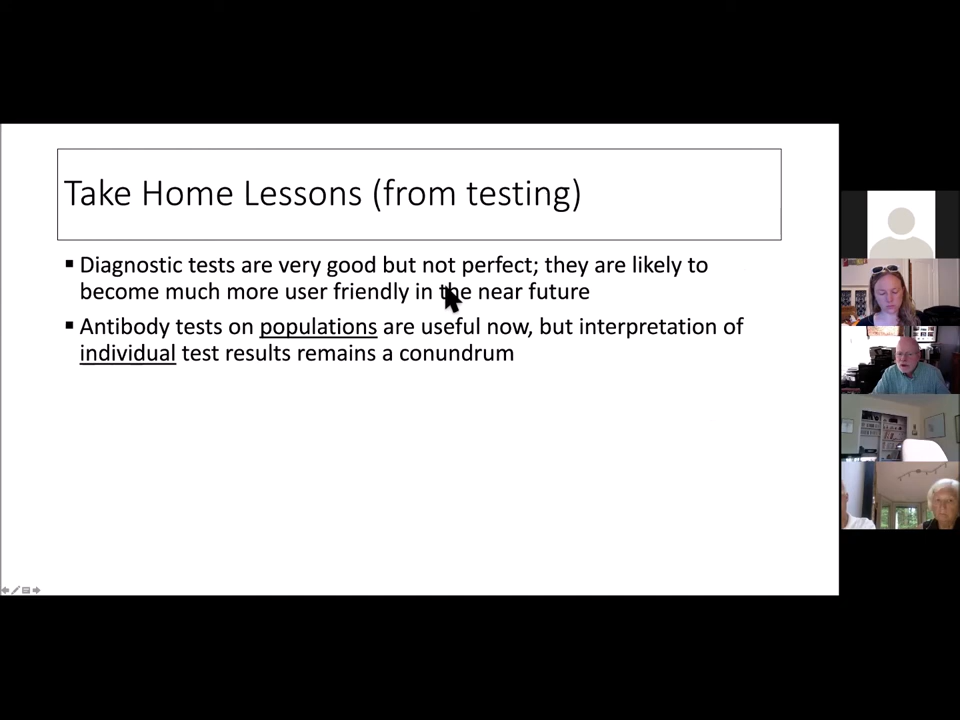 Take Home Lessons (from testing)
▪ Diagnostic tests are very good but not perfect; they are likely to
become much more user friendly in the near future
▪ Antibody tests on populations are useful now, but interpretation of
individual test results remains a conundrum